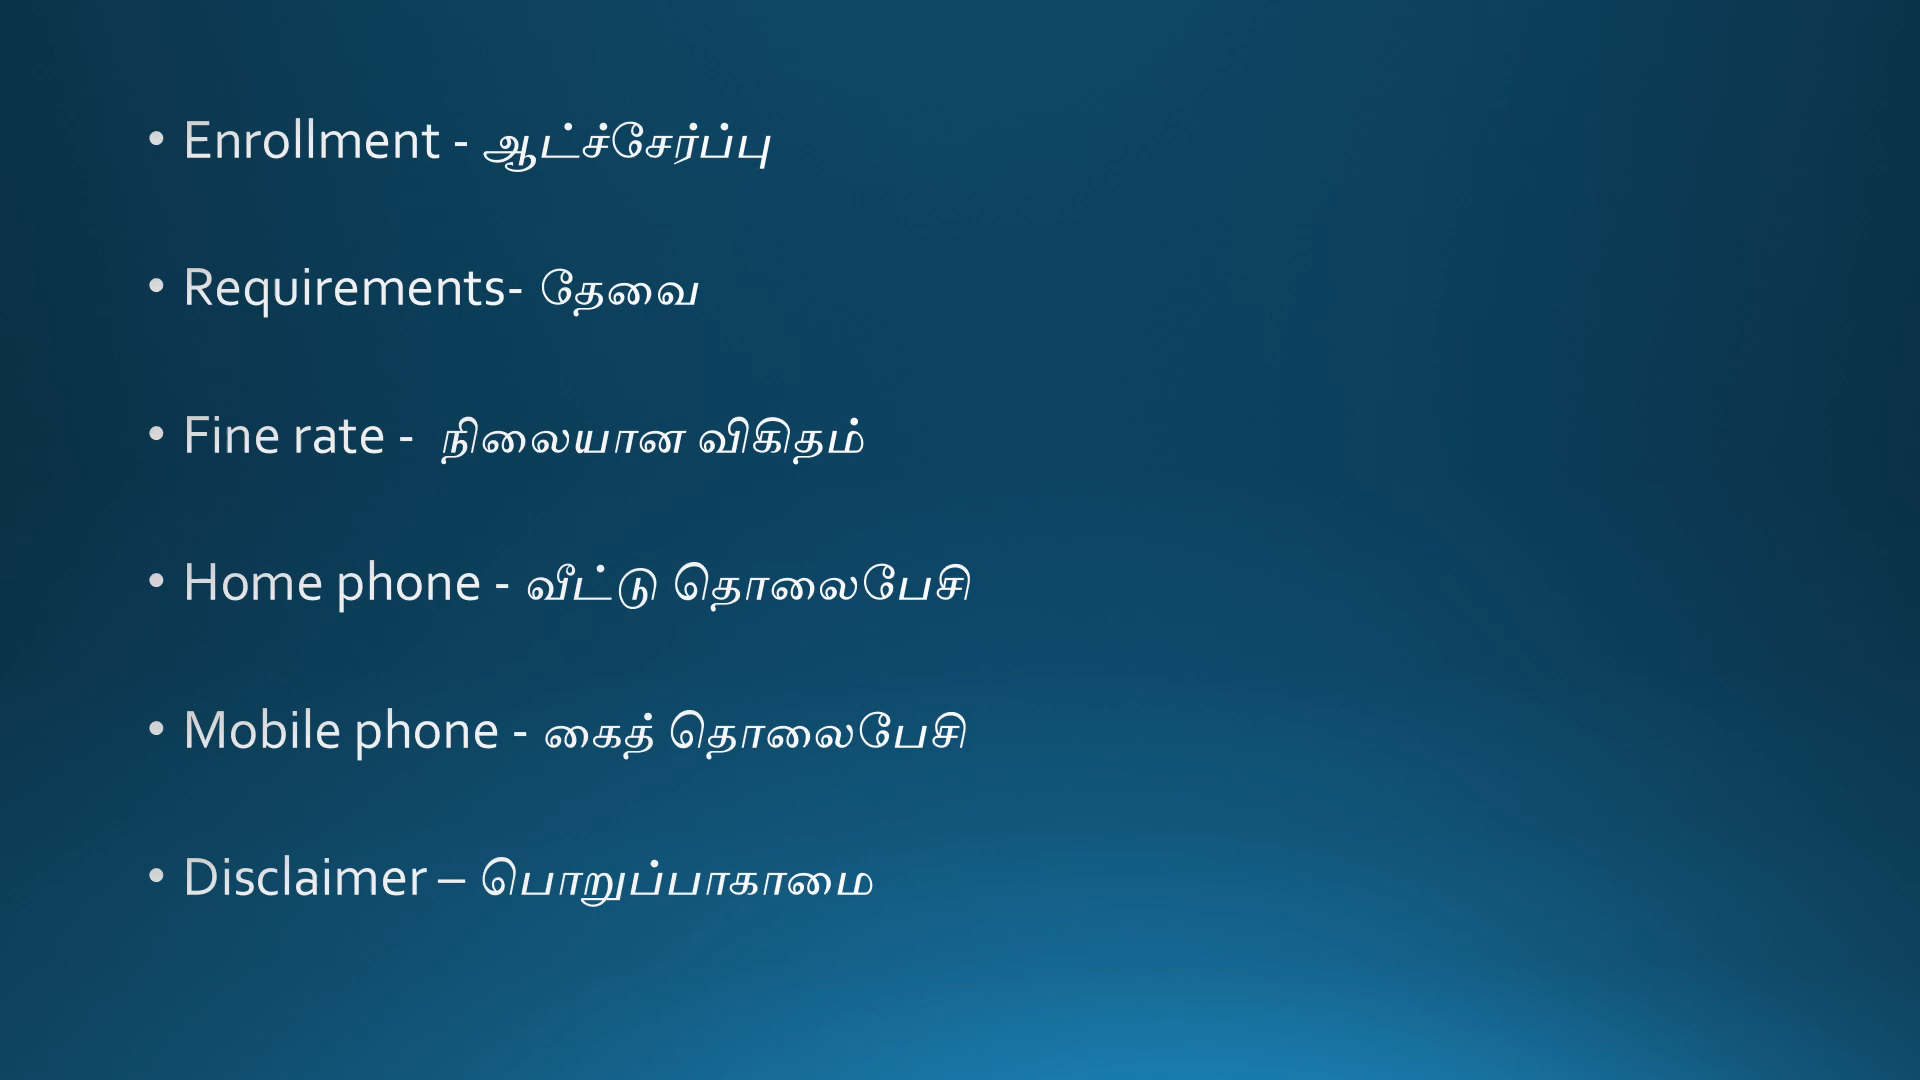 • Enrollment - ஆட்ச்சேர்ப்பு
• Requirements- தேவை
• Fine rate - நிலையான விகிதம்
• Home phone - வீட்டு தொலைபேசி
• Mobile phone - கைத் தொலைபேசி
• Disclaimer – பொறுப்பாகாமை